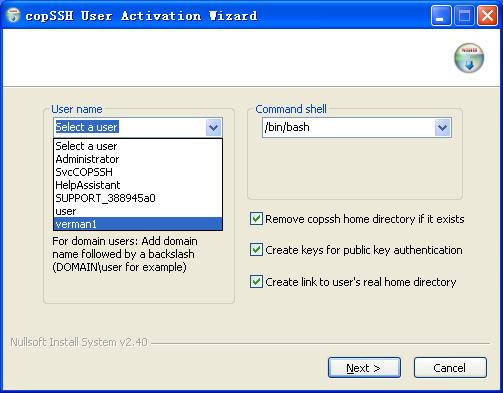 copSSH User Activation Wizard
User name
Select a user
Select a user
Administrator
SvcCOPSSH
HelpAssistant
SUPPORT_388945a0
user
verman1
For domain users: Add domain
name followed by a backslash
(DOMAIN\user for example)
Command shell
/bin/bash
Remove copssh home directory if it exists
Create keys for public key authentication
Create link to user's real home directory
Nullsoft Install System v2.40
Next >
Cancel